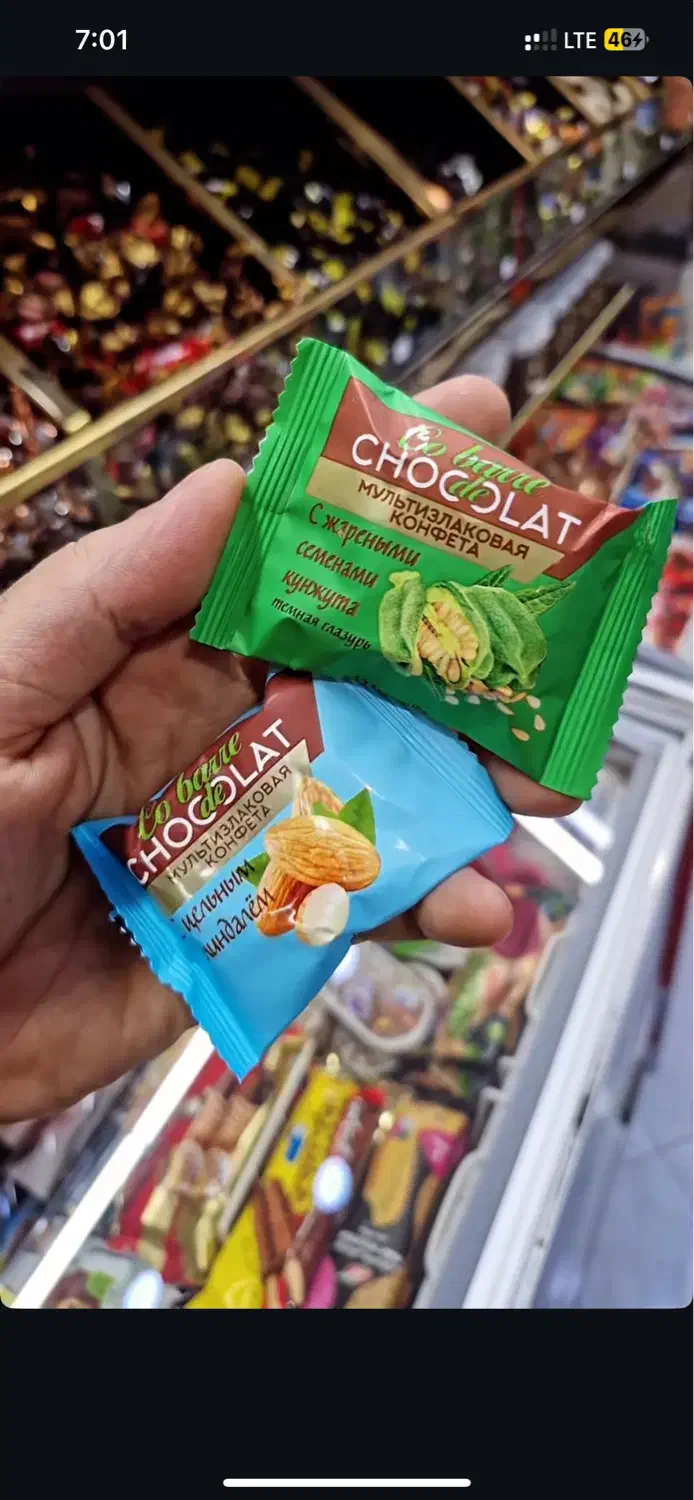 7:01
LTE 46
Co barre
de
CHOCOLAT
МУЛЬТИЗЛАКОВАЯ
КОНФЕТА
С жареными
семенами
кунжута
темная глазурь
Co barre
de
CHOCOLAT
МУЛЬТИЗЛАКОВАЯ
КОНФЕТА
цельным
миндалём